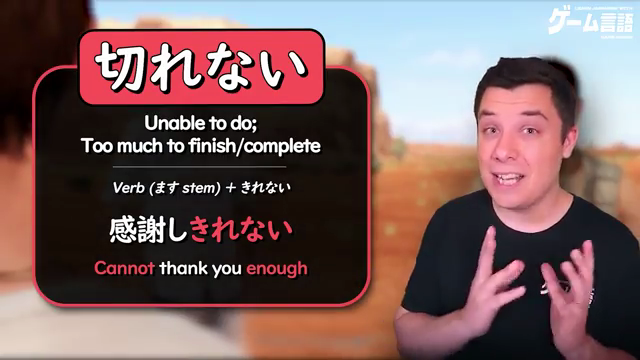 ゲーム言語
切れない
Unable to do;
Too much to finish/complete
Verb (ます stem) + きれない
感謝しきれない
Cannot thank you enough